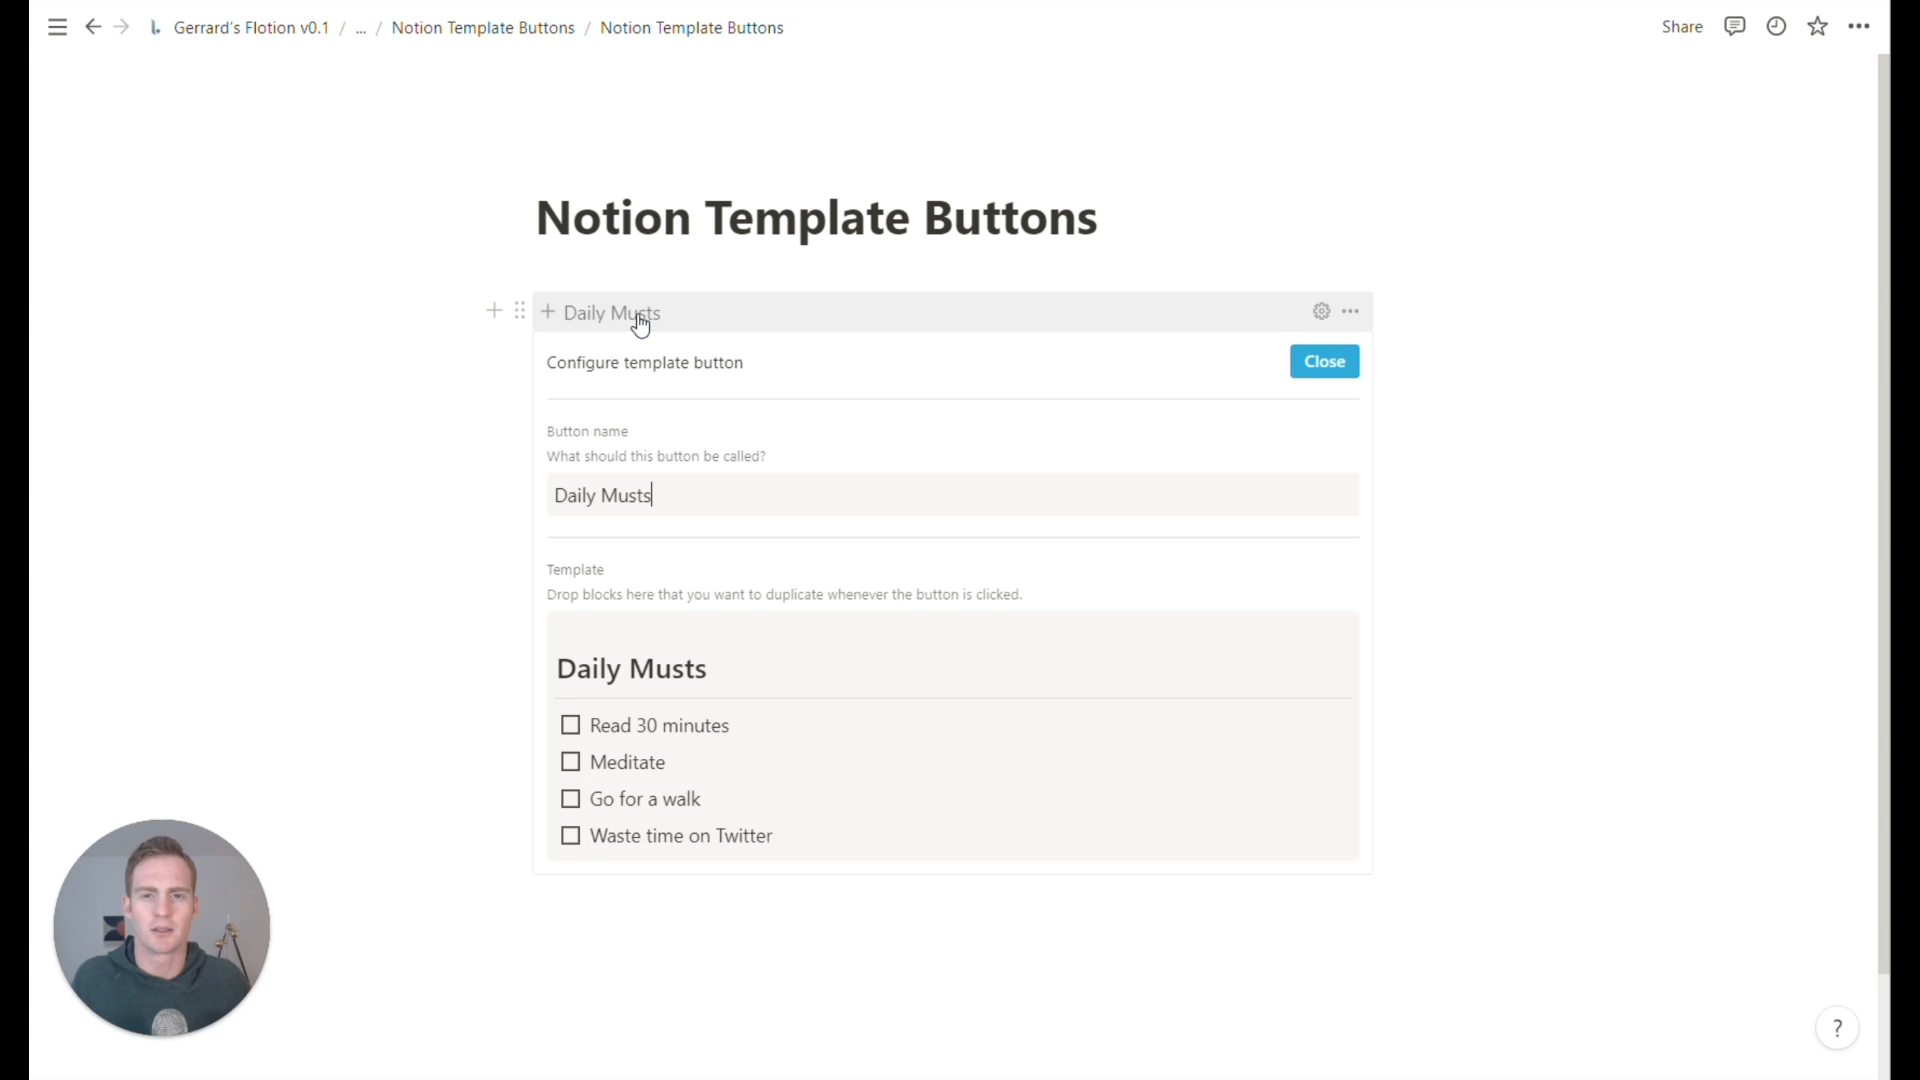 Gerrard's Flotion v0.1 / ... / Notion Template Buttons / Notion Template Buttons
Share
Notion Template Buttons
Daily Musts
Configure template button
Close
Button name
What should this button be called?
Daily Musts
Template
Drop blocks here that you want to duplicate whenever the button is clicked.
Daily Musts
Read 30 minutes
Meditate
Go for a walk
Waste time on Twitter
?